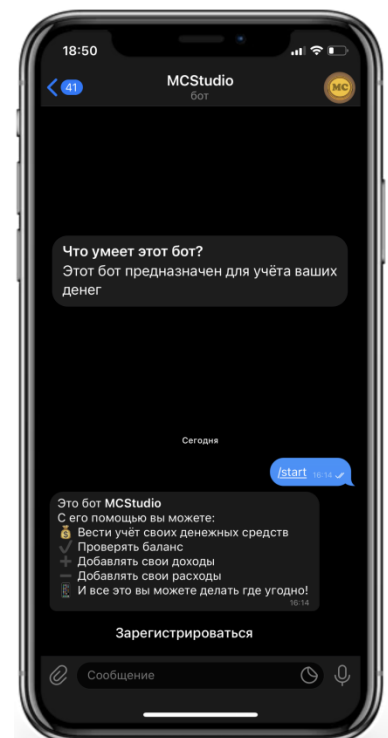 18:50
41
MCStudio
бот
MC
Что умеет этот бот?
Этот бот предназначен для учёта ваших
денег
Сегодня
/start 16:14
Это бот MCStudio
С его помощью вы можете:
💰 Вести учёт своих денежных средств
✔ Проверять баланс
➕ Добавлять свои доходы
➖ Добавлять свои расходы
И все это вы можете делать где угодно!
16:14
Зарегистрироваться
Сообщение